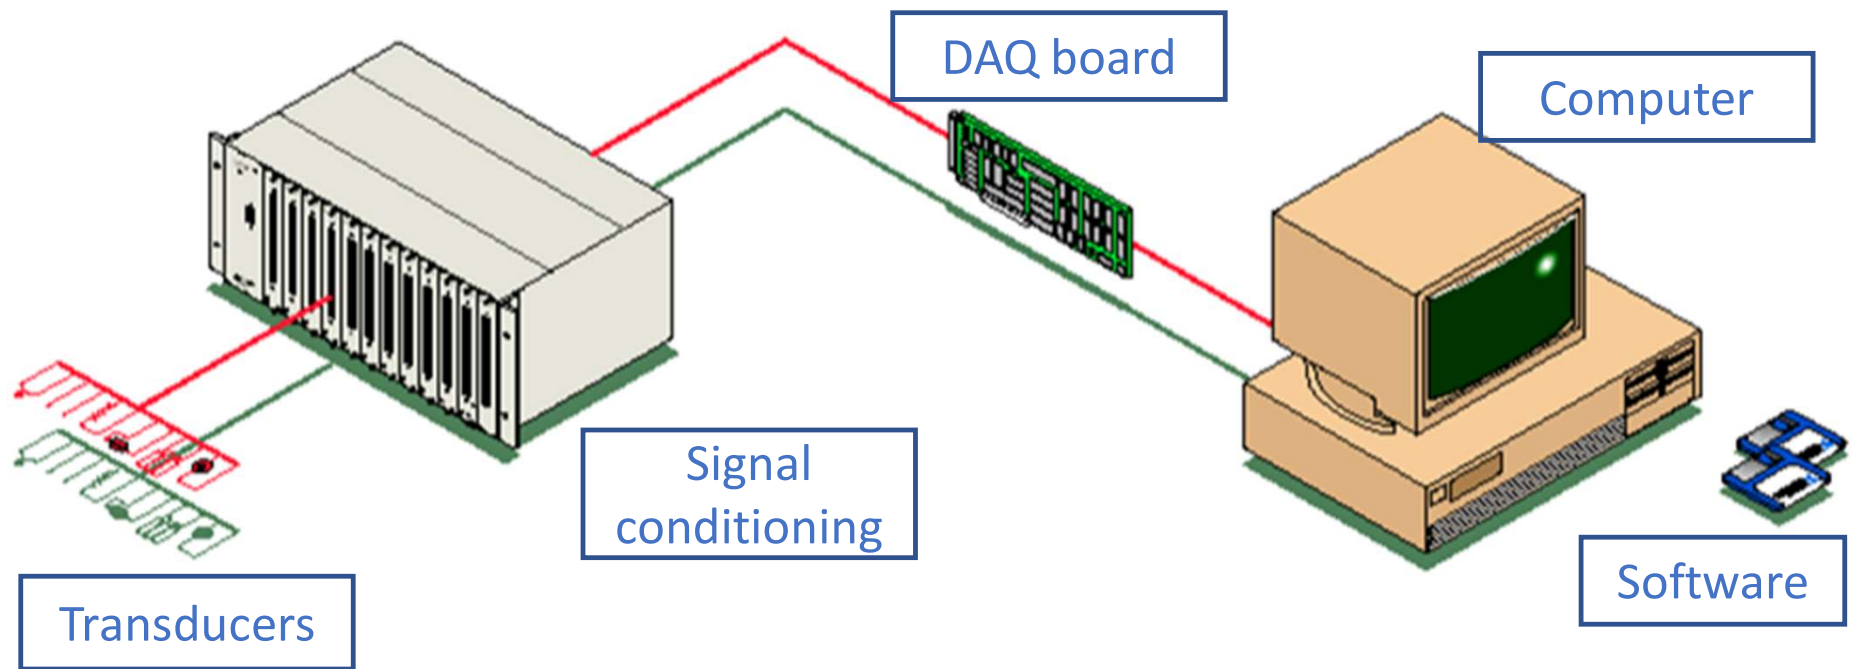 DAQ board
Computer
Signal
conditioning
Software
Transducers